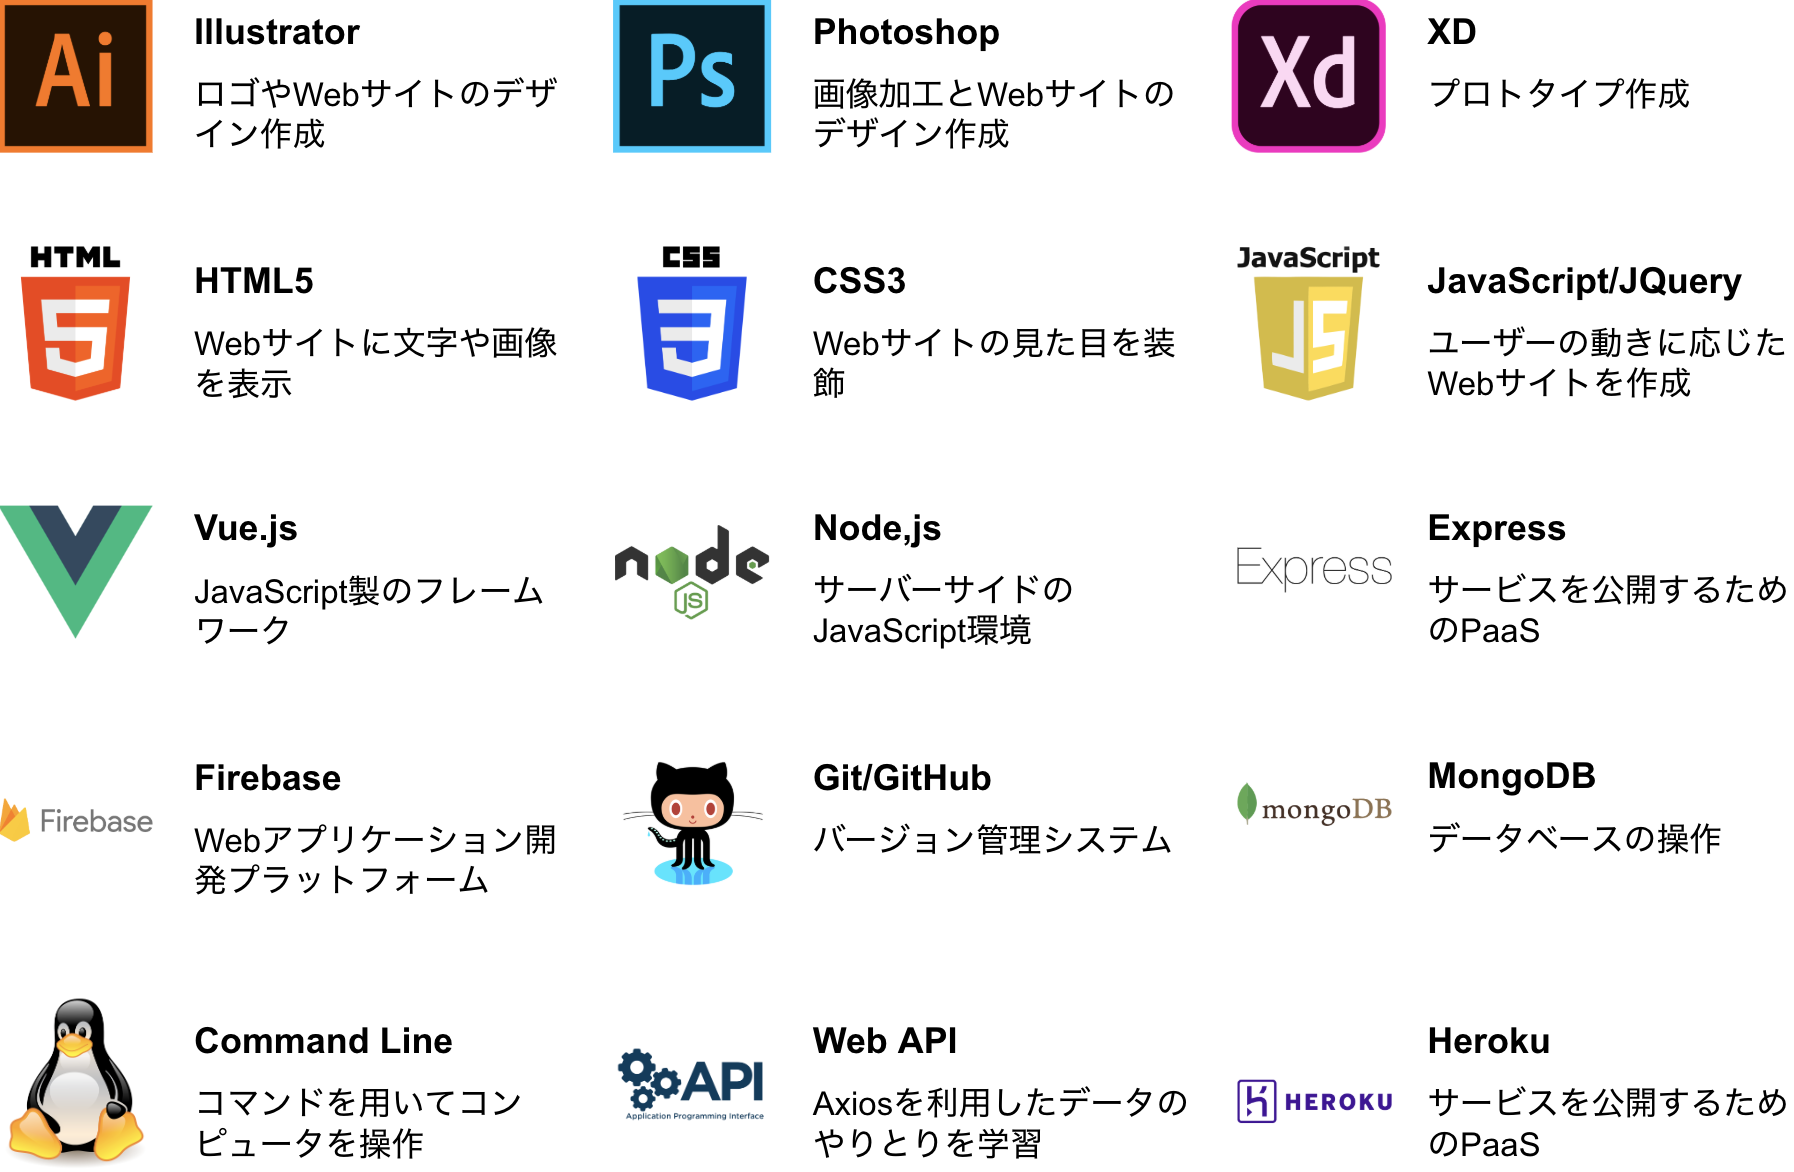 Ai
Illustrator
ロゴやWebサイトのデザ
イン作成
Ps
Photoshop
画像加工とWebサイトの
デザイン作成
Xd
XD
プロトタイプ作成
HTML
5
HTML5
Webサイトに文字や画像
を表示
CSS
3
CSS3
Webサイトの見た目を装
飾
JavaScript
JS
JavaScript/JQuery
ユーザーの動きに応じた
Webサイトを作成
Vue.js
JavaScript製のフレーム
ワーク
node
JS
Node,js
サーバーサイドの
JavaScript環境
Express
Express
サービスを公開するため
のPaaS
Firebase
Firebase
Webアプリケーション開
発プラットフォーム
Git/GitHub
バージョン管理システム
mongoDB
MongoDB
データベースの操作
Command Line
コマンドを用いてコン
ピュータを操作
API
Application Programming Interface
Web API
Axiosを利用したデータの
やりとりを学習
HEROKU
Heroku
サービスを公開するため
のPaaS